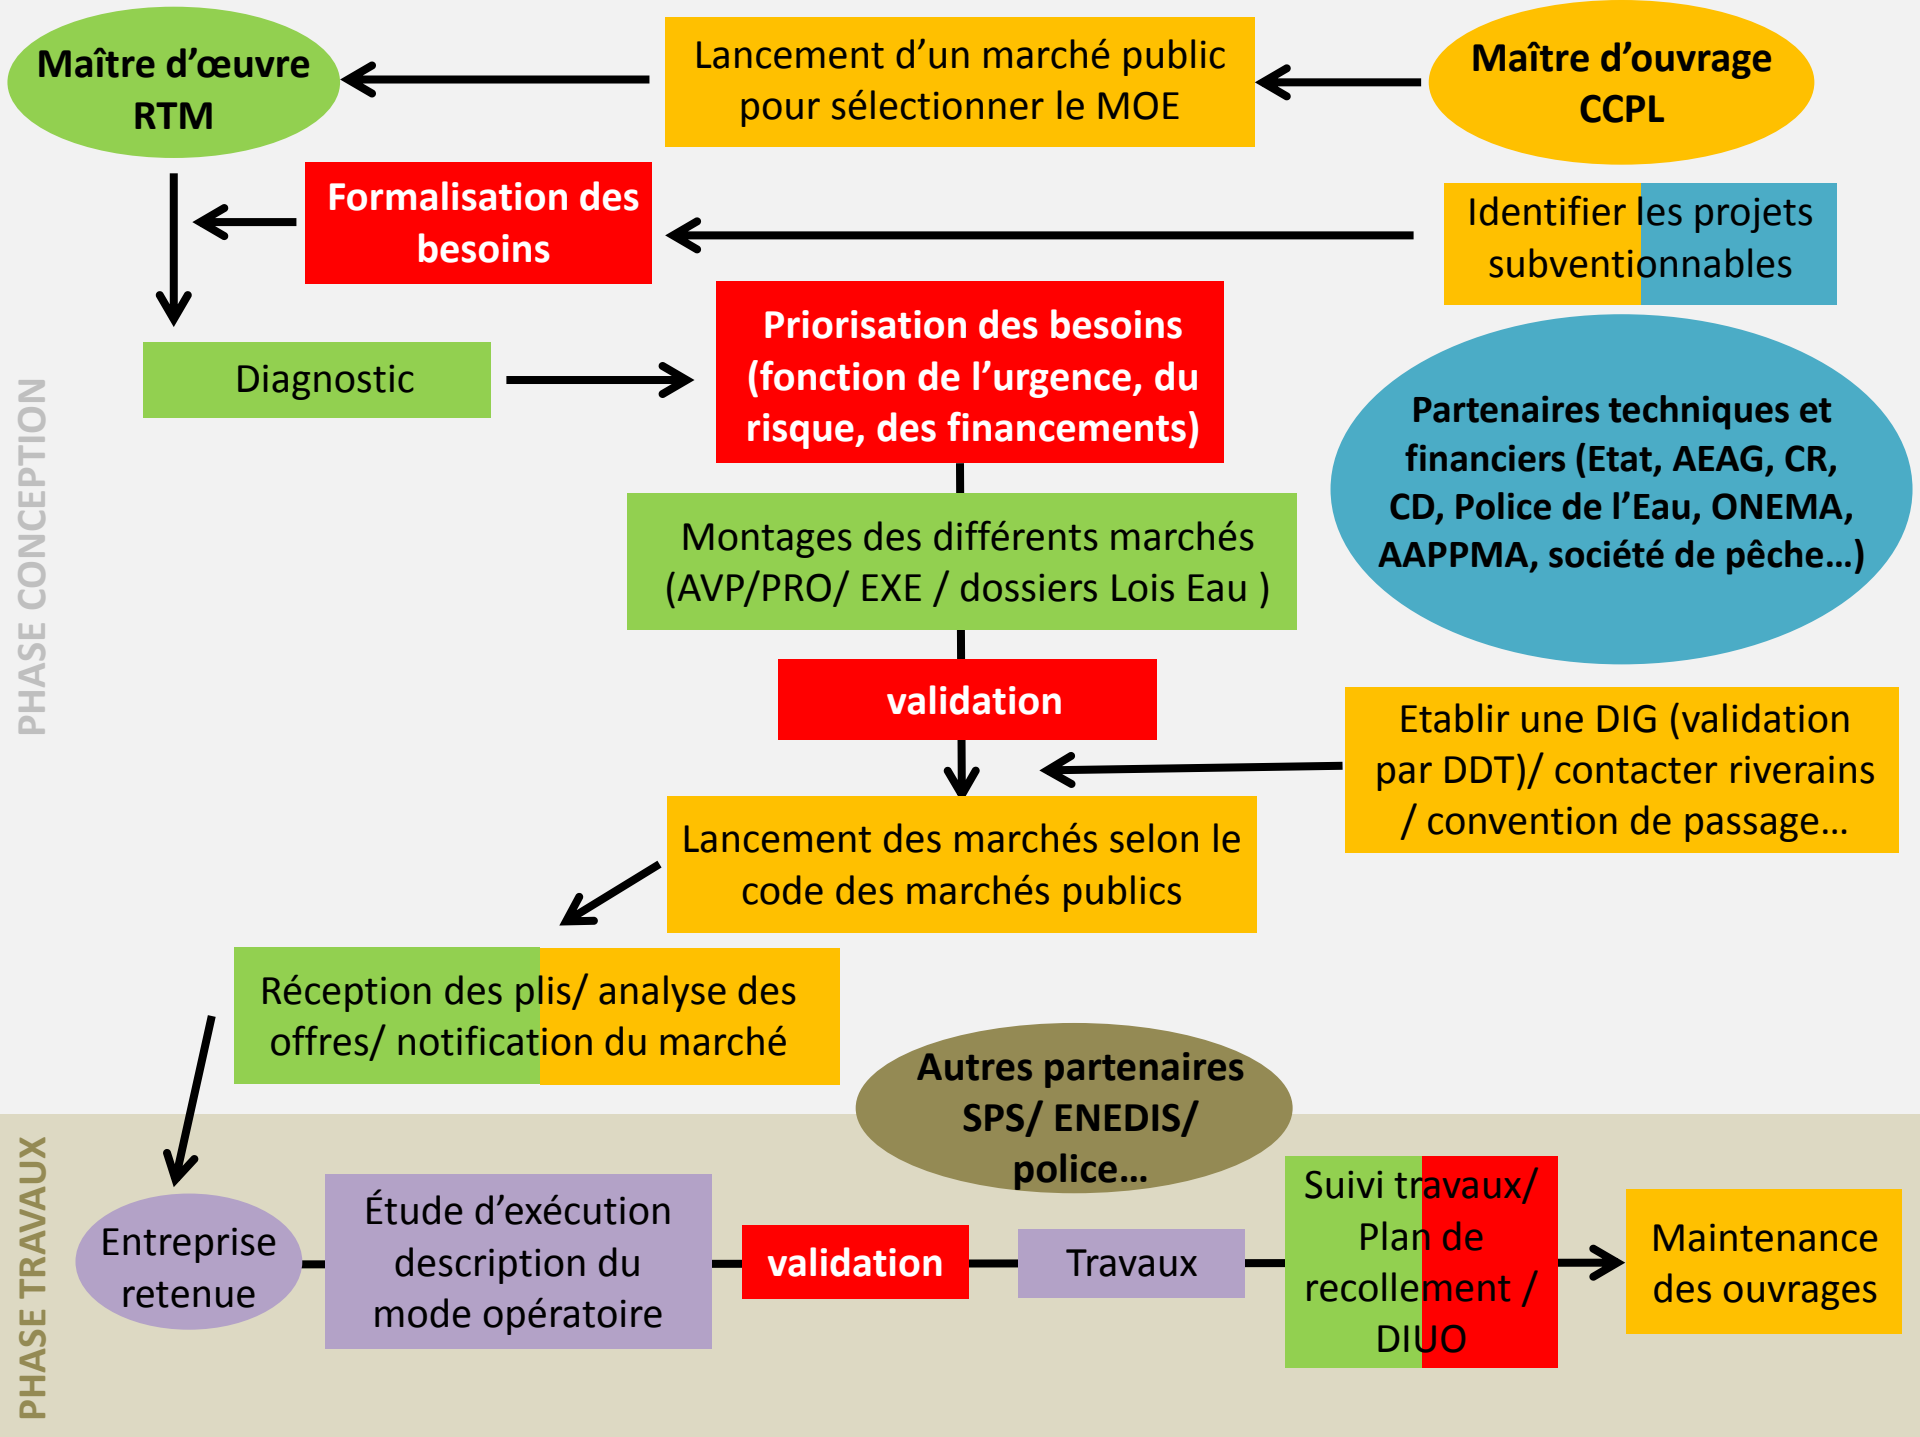 Maître d’œuvre
RTM
Lancement d’un marché public
pour sélectionner le MOE
Maître d’ouvrage
CCPL
Formalisation des
besoins
Identifier les projets
subventionnables
Priorisation des besoins
(fonction de l’urgence, du
risque, des financements)
Diagnostic
Partenaires techniques et
financiers (Etat, AEAG, CR,
CD, Police de l’Eau, ONEMA,
AAPPMA, société de pêche…)
PHASE CONCEPTION
Montages des différents marchés
(AVP/PRO/ EXE / dossiers Lois Eau )
validation
Etablir une DIG (validation
par DDT)/ contacter riverains
/ convention de passage…
Lancement des marchés selon le
code des marchés publics
Réception des plis/ analyse des
offres/ notification du marché
Autres partenaires
SPS/ ENEDIS/
police…
PHASE TRAVAUX
Entreprise
retenue
Étude d’exécution
description du
mode opératoire
validation
Travaux
Suivi travaux/
Plan de
recollement /
DIUO
Maintenance
des ouvrages